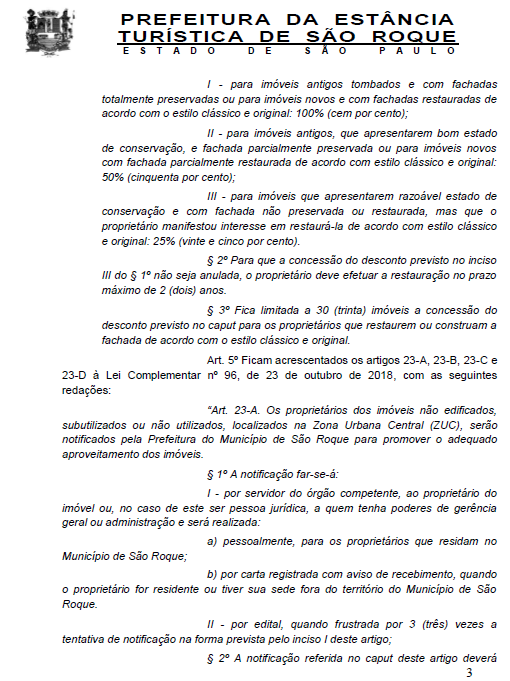 PREFEITURA DA ESTÂNCIA
TURÍSTICA DE SÃO ROQUE
ESTADO DE SÃO PAULO
I - para imóveis antigos tombados e com fachadas
totalmente preservadas ou para imóveis novos e com fachadas restauradas de
acordo com o estilo clássico e original: 100% (cem por cento);
II - para imóveis antigos, que apresentarem bom estado
de conservação, e fachada parcialmente preservada ou para imóveis novos
com fachada parcialmente restaurada de acordo com estilo clássico e original:
50% (cinquenta por cento);
III - para imóveis que apresentarem razoável estado de
conservação e com fachada não preservada ou restaurada, mas que o
proprietário manifestou interesse em restaurá-la de acordo com estilo clássico
e original: 25% (vinte e cinco por cento).
§ 2º Para que a concessão do desconto previsto no inciso
III do § 1º não seja anulada, o proprietário deve efetuar a restauração no prazo
máximo de 2 (dois) anos.
§ 3º Fica limitada a 30 (trinta) imóveis a concessão do
desconto previsto no caput para os proprietários que restaurem ou construam a
fachada de acordo com o estilo clássico e original.
Art. 5º Ficam acrescentados os artigos 23-A, 23-B, 23-C e
23-D à Lei Complementar nº 96, de 23 de outubro de 2018, com as seguintes
redações:
“Art. 23-A. Os proprietários dos imóveis não edificados,
subutilizados ou não utilizados, localizados na Zona Urbana Central (ZUC), serão
notificados pela Prefeitura do Município de São Roque para promover o adequado
aproveitamento dos imóveis.
§ 1º A notificação far-se-á:
I - por servidor do órgão competente, ao proprietário do
imóvel ou, no caso de este ser pessoa jurídica, a quem tenha poderes de gerência
geral ou administração e será realizada:
a) pessoalmente, para os proprietários que residam no
Município de São Roque;
b) por carta registrada com aviso de recebimento, quando
o proprietário for residente ou tiver sua sede fora do território do Município de São
Roque.
II - por edital, quando frustrada por 3 (três) vezes a
tentativa de notificação na forma prevista pelo inciso I deste artigo;
§ 2º A notificação referida no caput deste artigo deverá
3